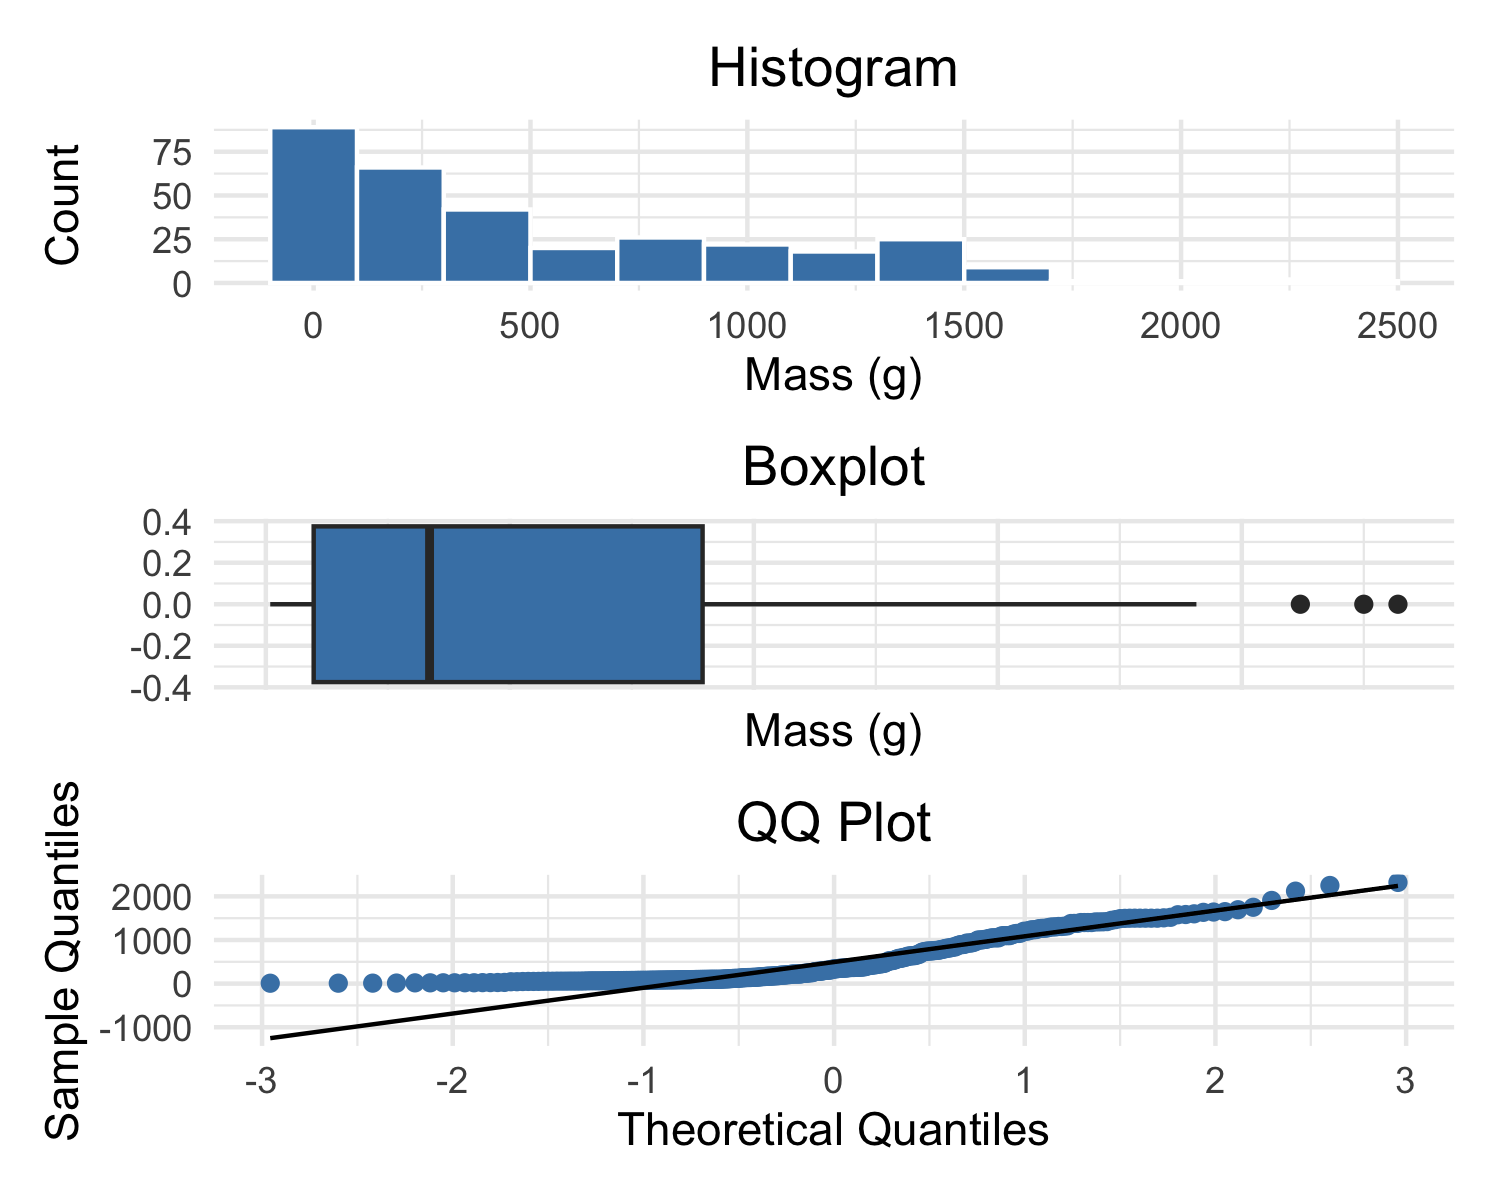 Histogram
Count
75
50
25
0
0 500 1000 1500 2000 2500
Mass (g)
Boxplot
0.4
0.2
0.0
-0.2
-0.4
Mass (g)
QQ Plot
Sample Quantiles
2000
1000
0
-1000
-3 -2 -1 0 1 2 3
Theoretical Quantiles